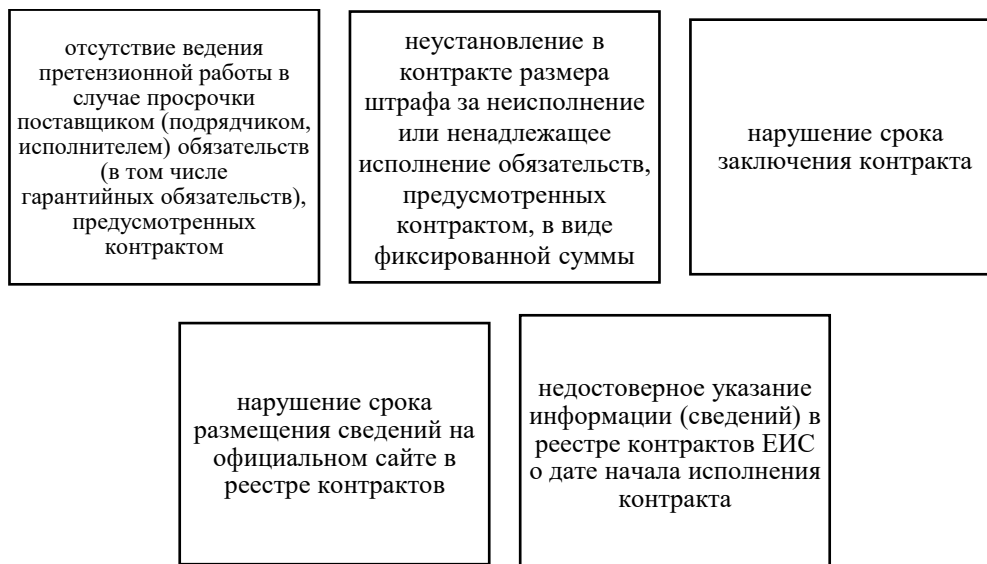 отсутствие ведения
претензионной работы в
случае просрочки
поставщиком (подрядчиком,
исполнителем) обязательств
(в том числе
гарантийных обязательств),
предусмотренных
контрактом
неустановление в
контракте размера
штрафа за неисполнение
или ненадлежащее
исполнение обязательств,
предусмотренных
контрактом, в виде
фиксированной суммы
нарушение срока
заключения контракта
нарушение срока
размещения сведений на
официальном сайте в
реестре контрактов
недостоверное указание
информации (сведений) в
реестре контрактов ЕИС
о дате начала исполнения
контракта